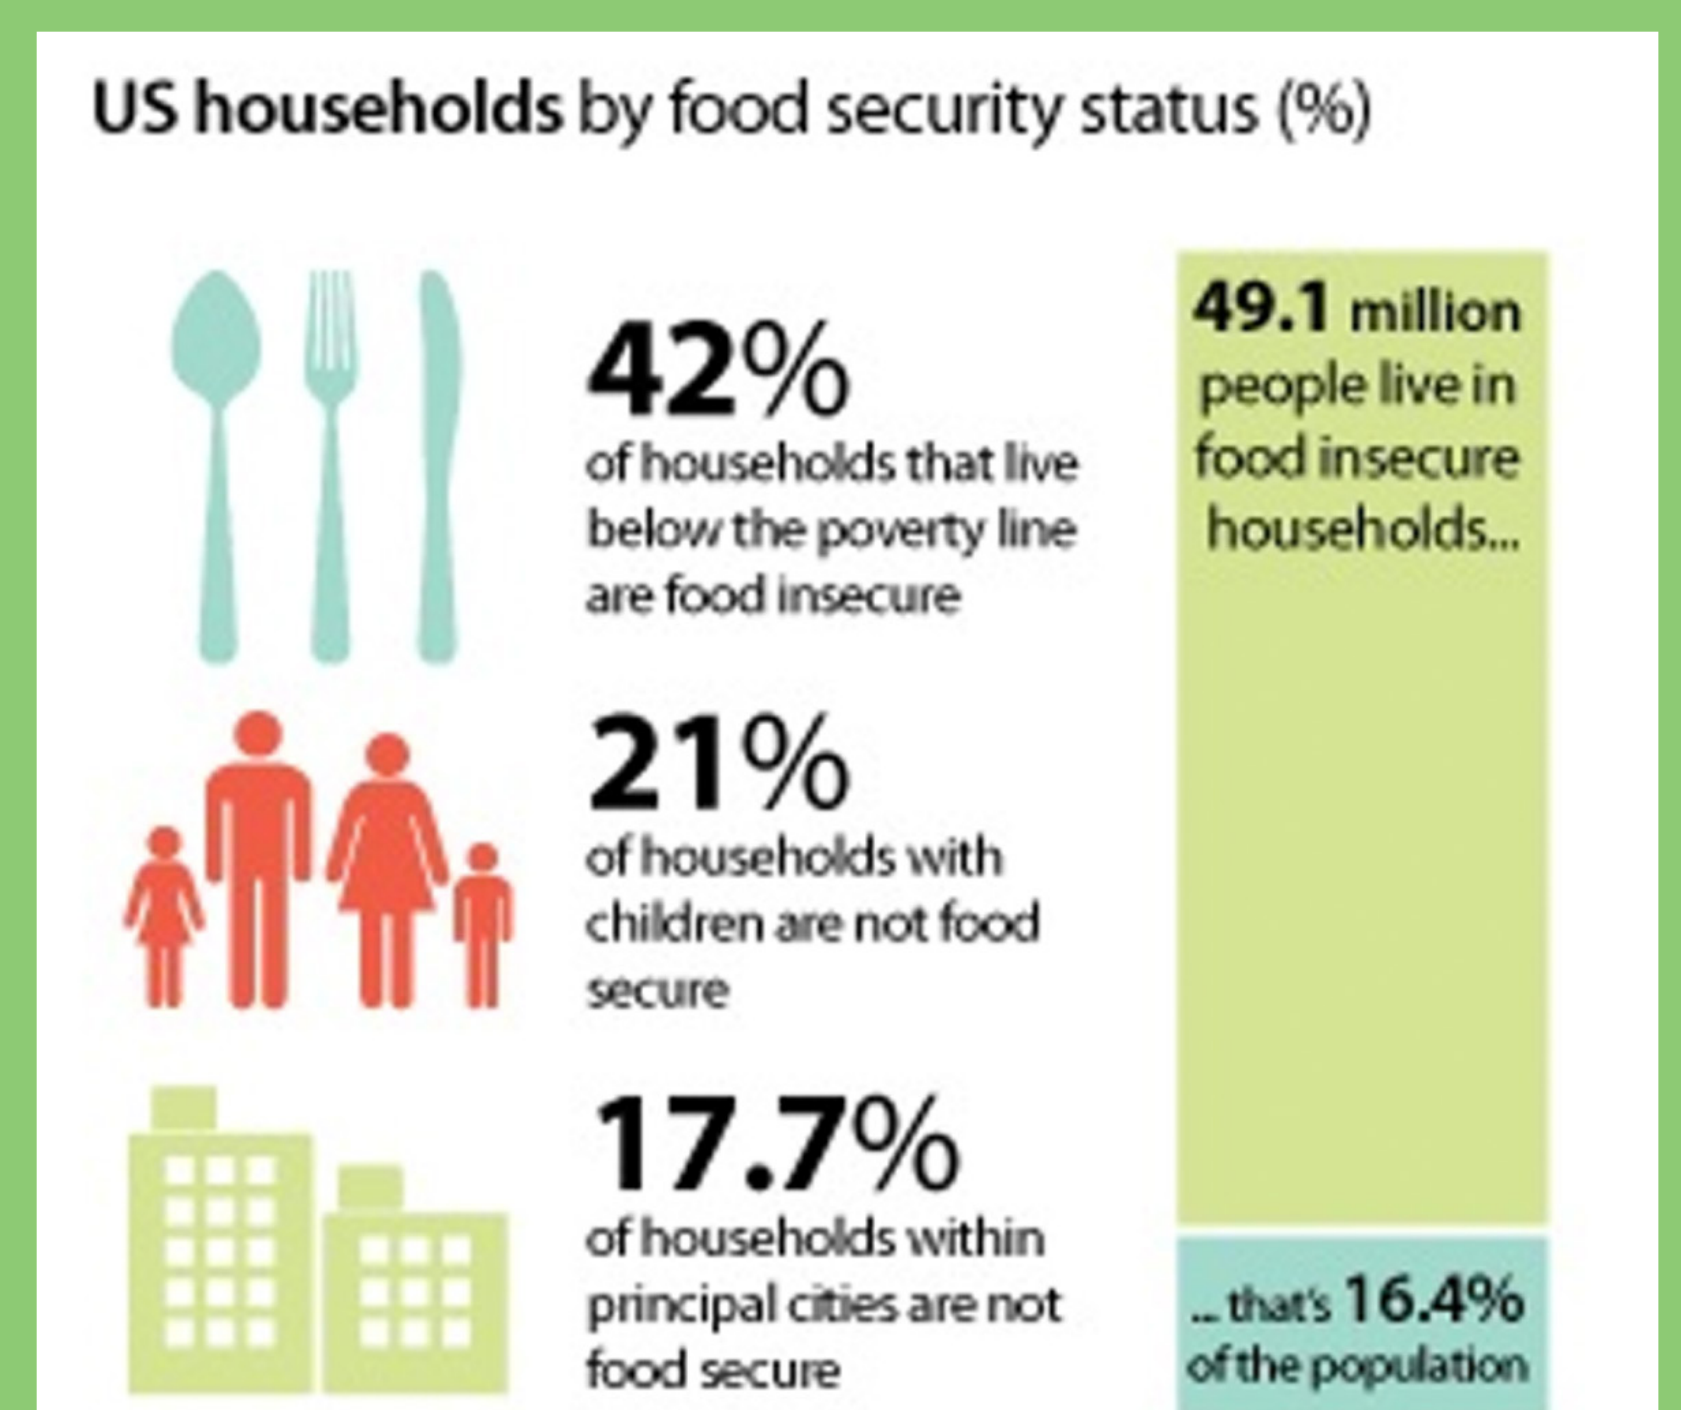 US households by food security status (%)
42%
of households that live
below the poverty line
are food insecure
21%
of households with
children are not food
secure
17.7%
of households within
principal cities are not
food secure
49.1 million
people live in
food insecure
households...
... that's 16.4%
of the population